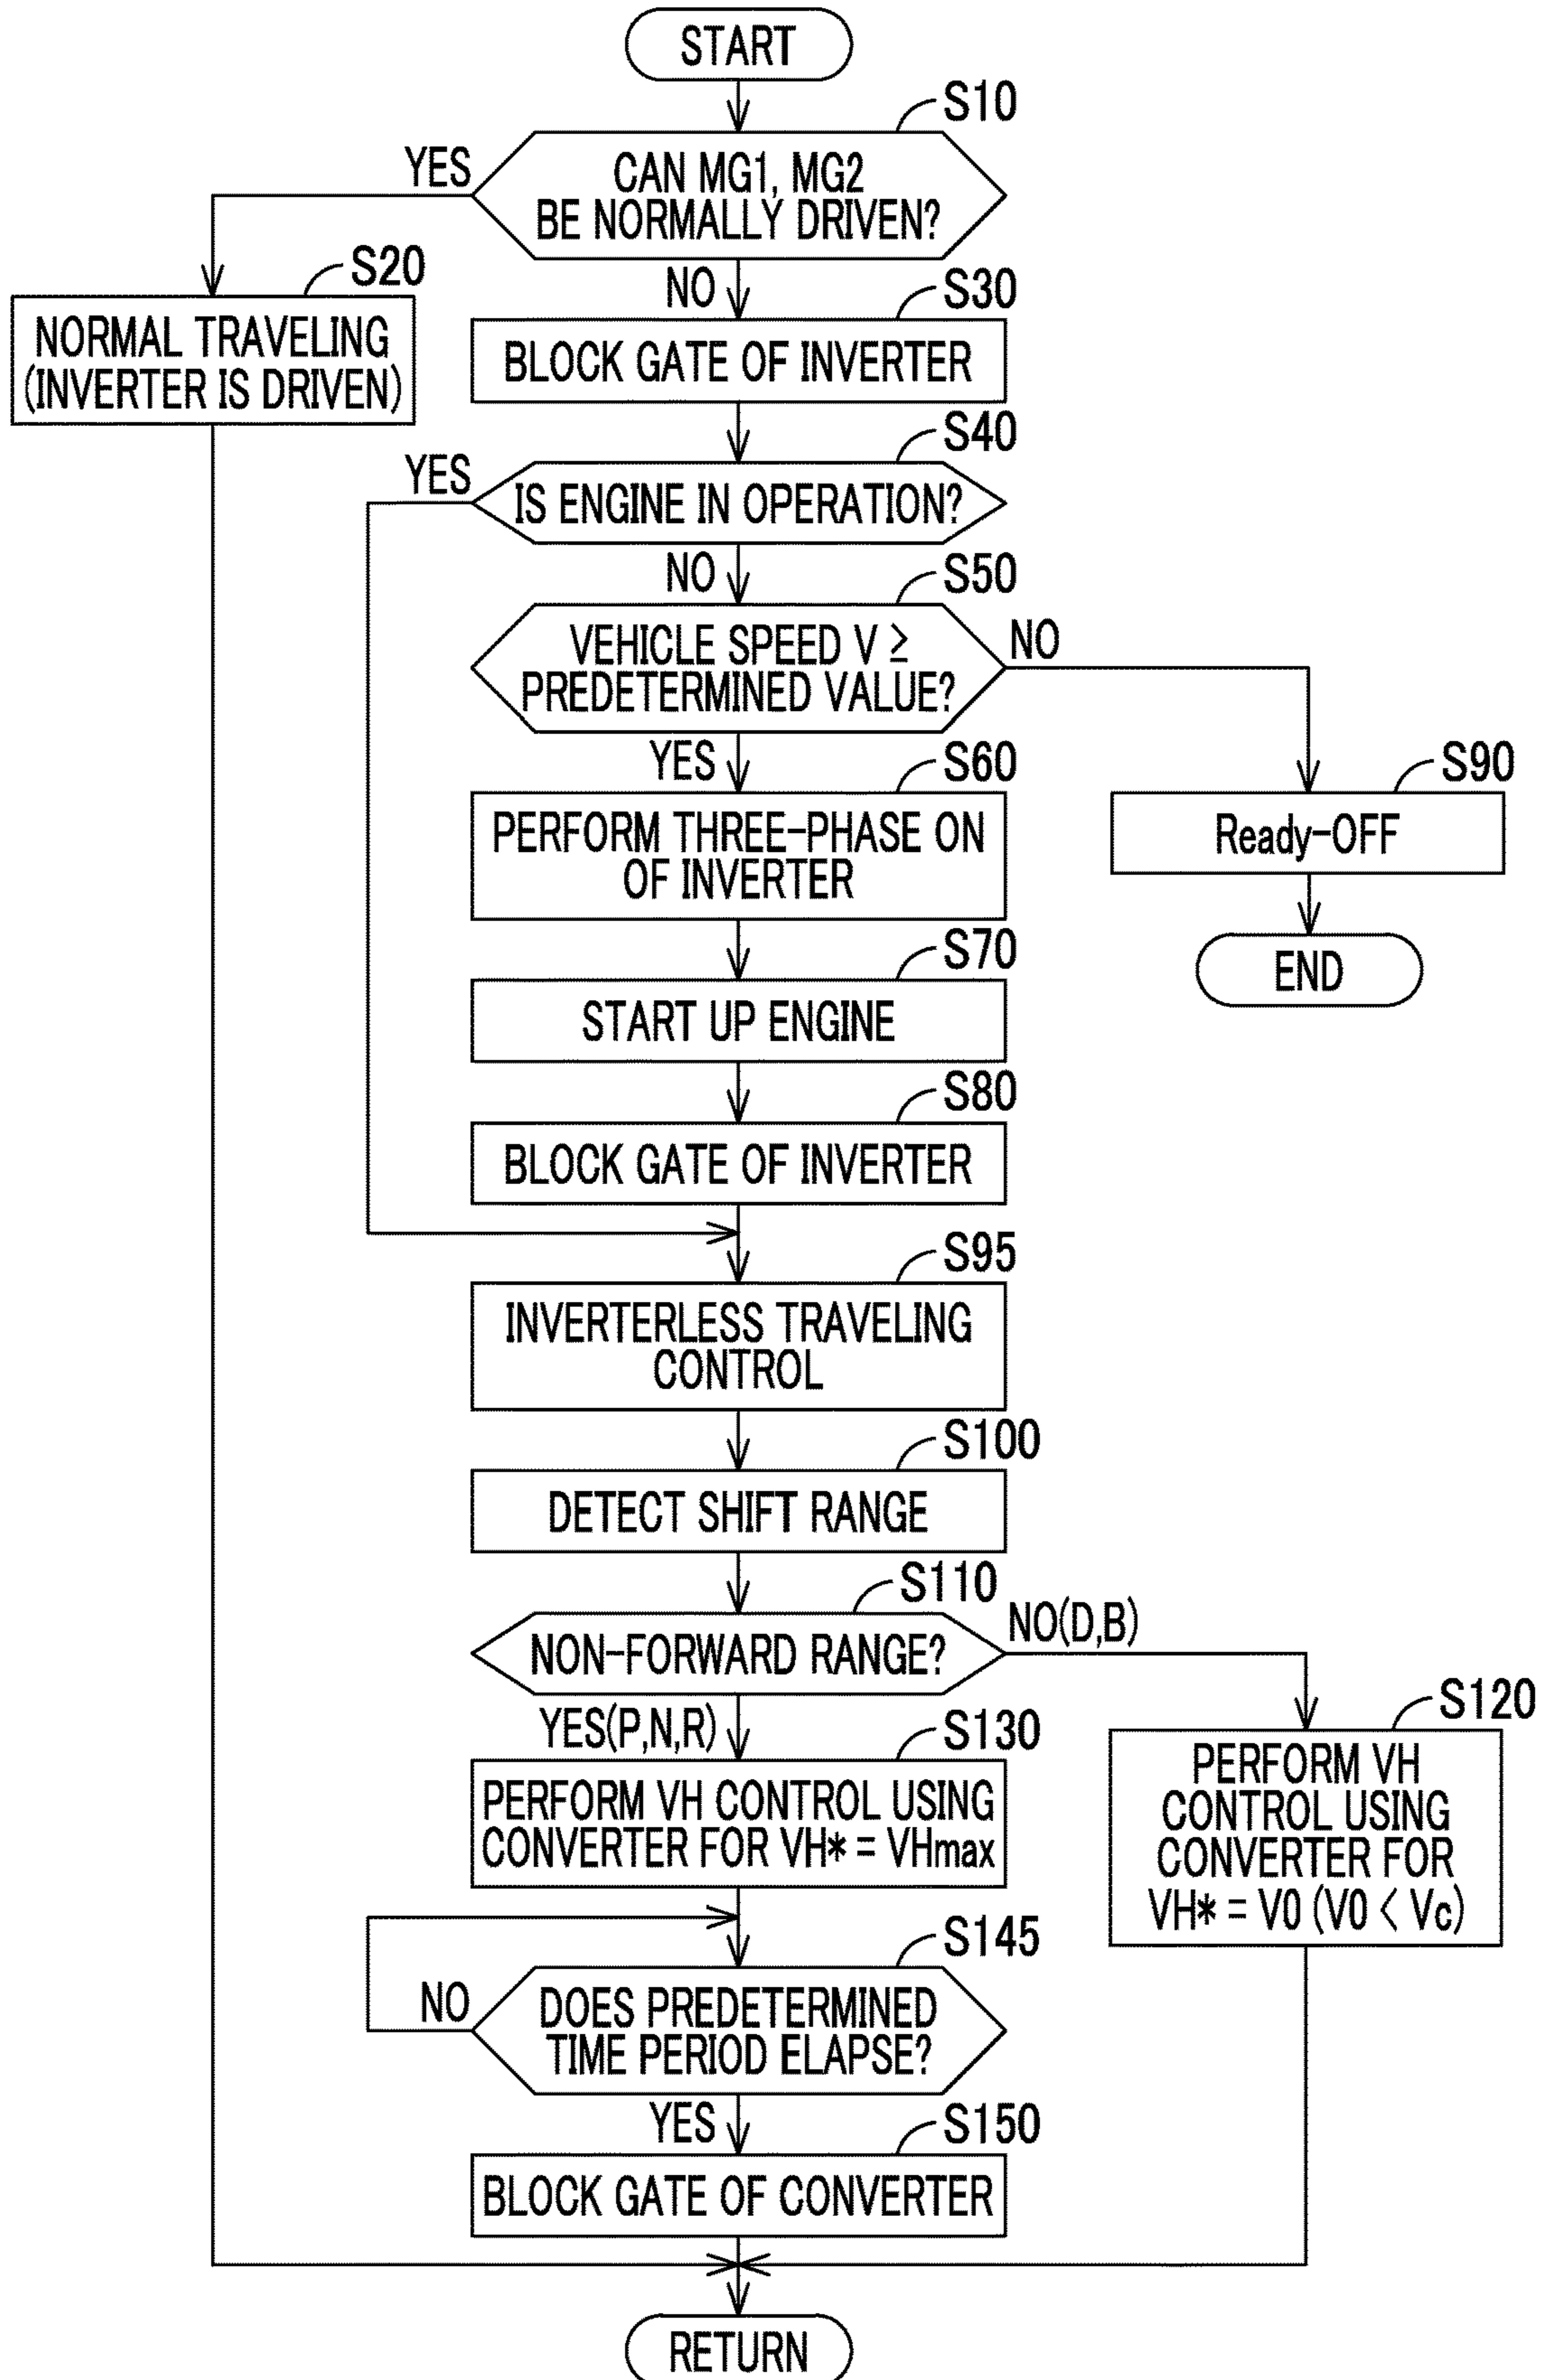 START
S10
YES
CAN MG1, MG2
BE NORMALLY DRIVEN?
S20
NO
S30
NORMAL TRAVELING
(INVERTER IS DRIVEN)
BLOCK GATE OF INVERTER
S40
YES
IS ENGINE IN OPERATION?
NO
S50
VEHICLE SPEED V ≥
PREDETERMINED VALUE?
NO
YES
S60
S90
PERFORM THREE-PHASE ON
OF INVERTER
Ready-OFF
S70
END
START UP ENGINE
S80
BLOCK GATE OF INVERTER
S95
INVERTERLESS TRAVELING
CONTROL
S100
DETECT SHIFT RANGE
S110
NON-FORWARD RANGE?
NO(D,B)
YES(P,N,R)
S130
S120
PERFORM VH CONTROL USING
CONVERTER FOR VH* = VHmax
PERFORM VH
CONTROL USING
CONVERTER FOR
VH* = V0 (V0 < Vc)
S145
NO
DOES PREDETERMINED
TIME PERIOD ELAPSE?
YES
S150
BLOCK GATE OF CONVERTER
RETURN